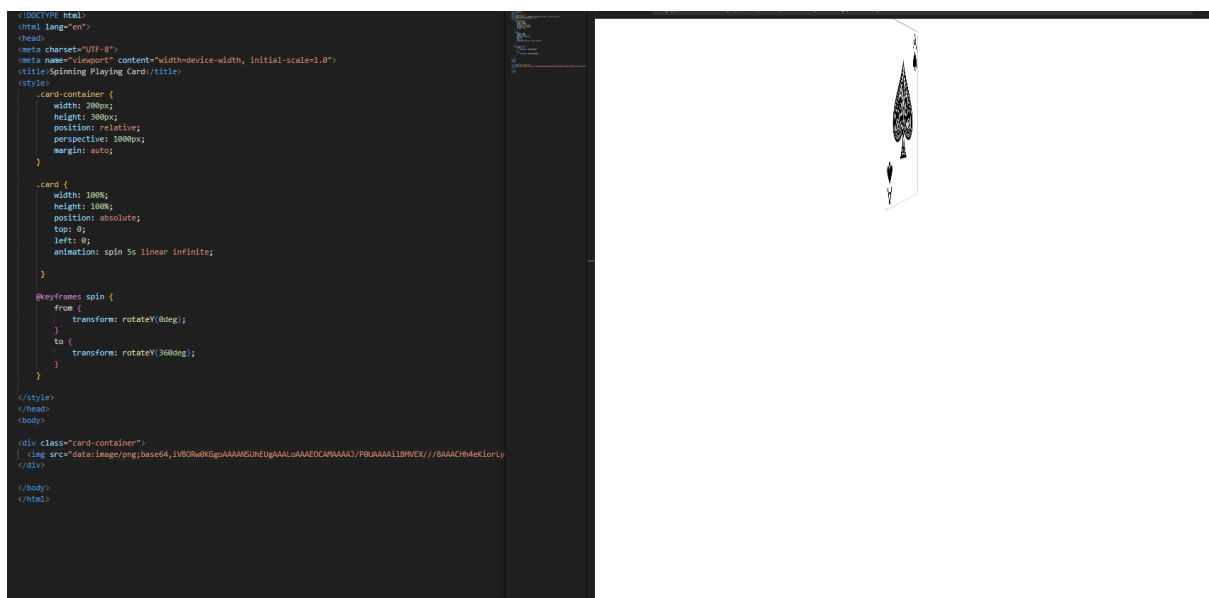 <!DOCTYPE html>
<html lang="en">
<head>
<meta charset="UTF-8">
<meta name="viewport" content="width=device-width, initial-scale=1.0">
<title>Spinning Playing Card</title>
<style>
.card-container {
width: 200px;
height: 300px;
position: relative;
perspective: 1000px;
margin: auto;
}
.card {
width: 100%;
height: 100%;
position: absolute;
top: 0;
left: 0;
animation: spin 5s linear infinite;
}
@keyframes spin {
from {
transform: rotateY(0deg);
}
to {
transform: rotateY(360deg);
}
}
</style>
</head>
<body>
<div class="card-container">
<img src="data:image/png;base64,
</div>
</body>
</html>
A
A